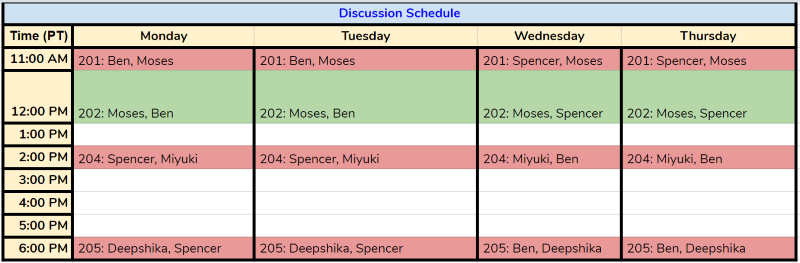 Discussion Schedule
Time (PT) Monday Tuesday Wednesday Thursday
11:00 AM 201: Ben, Moses 201: Ben, Moses 201: Spencer, Moses 201: Spencer, Moses
12:00 PM 202: Moses, Ben 202: Moses, Ben 202: Moses, Spencer 202: Moses, Spencer
1:00 PM
2:00 PM 204: Spencer, Miyuki 204: Spencer, Miyuki 204: Miyuki, Ben 204: Miyuki, Ben
3:00 PM
4:00 PM
5:00 PM
6:00 PM 205: Deepshika, Spencer 205: Deepshika, Spencer 205: Ben, Deepshika 205: Ben, Deepshika